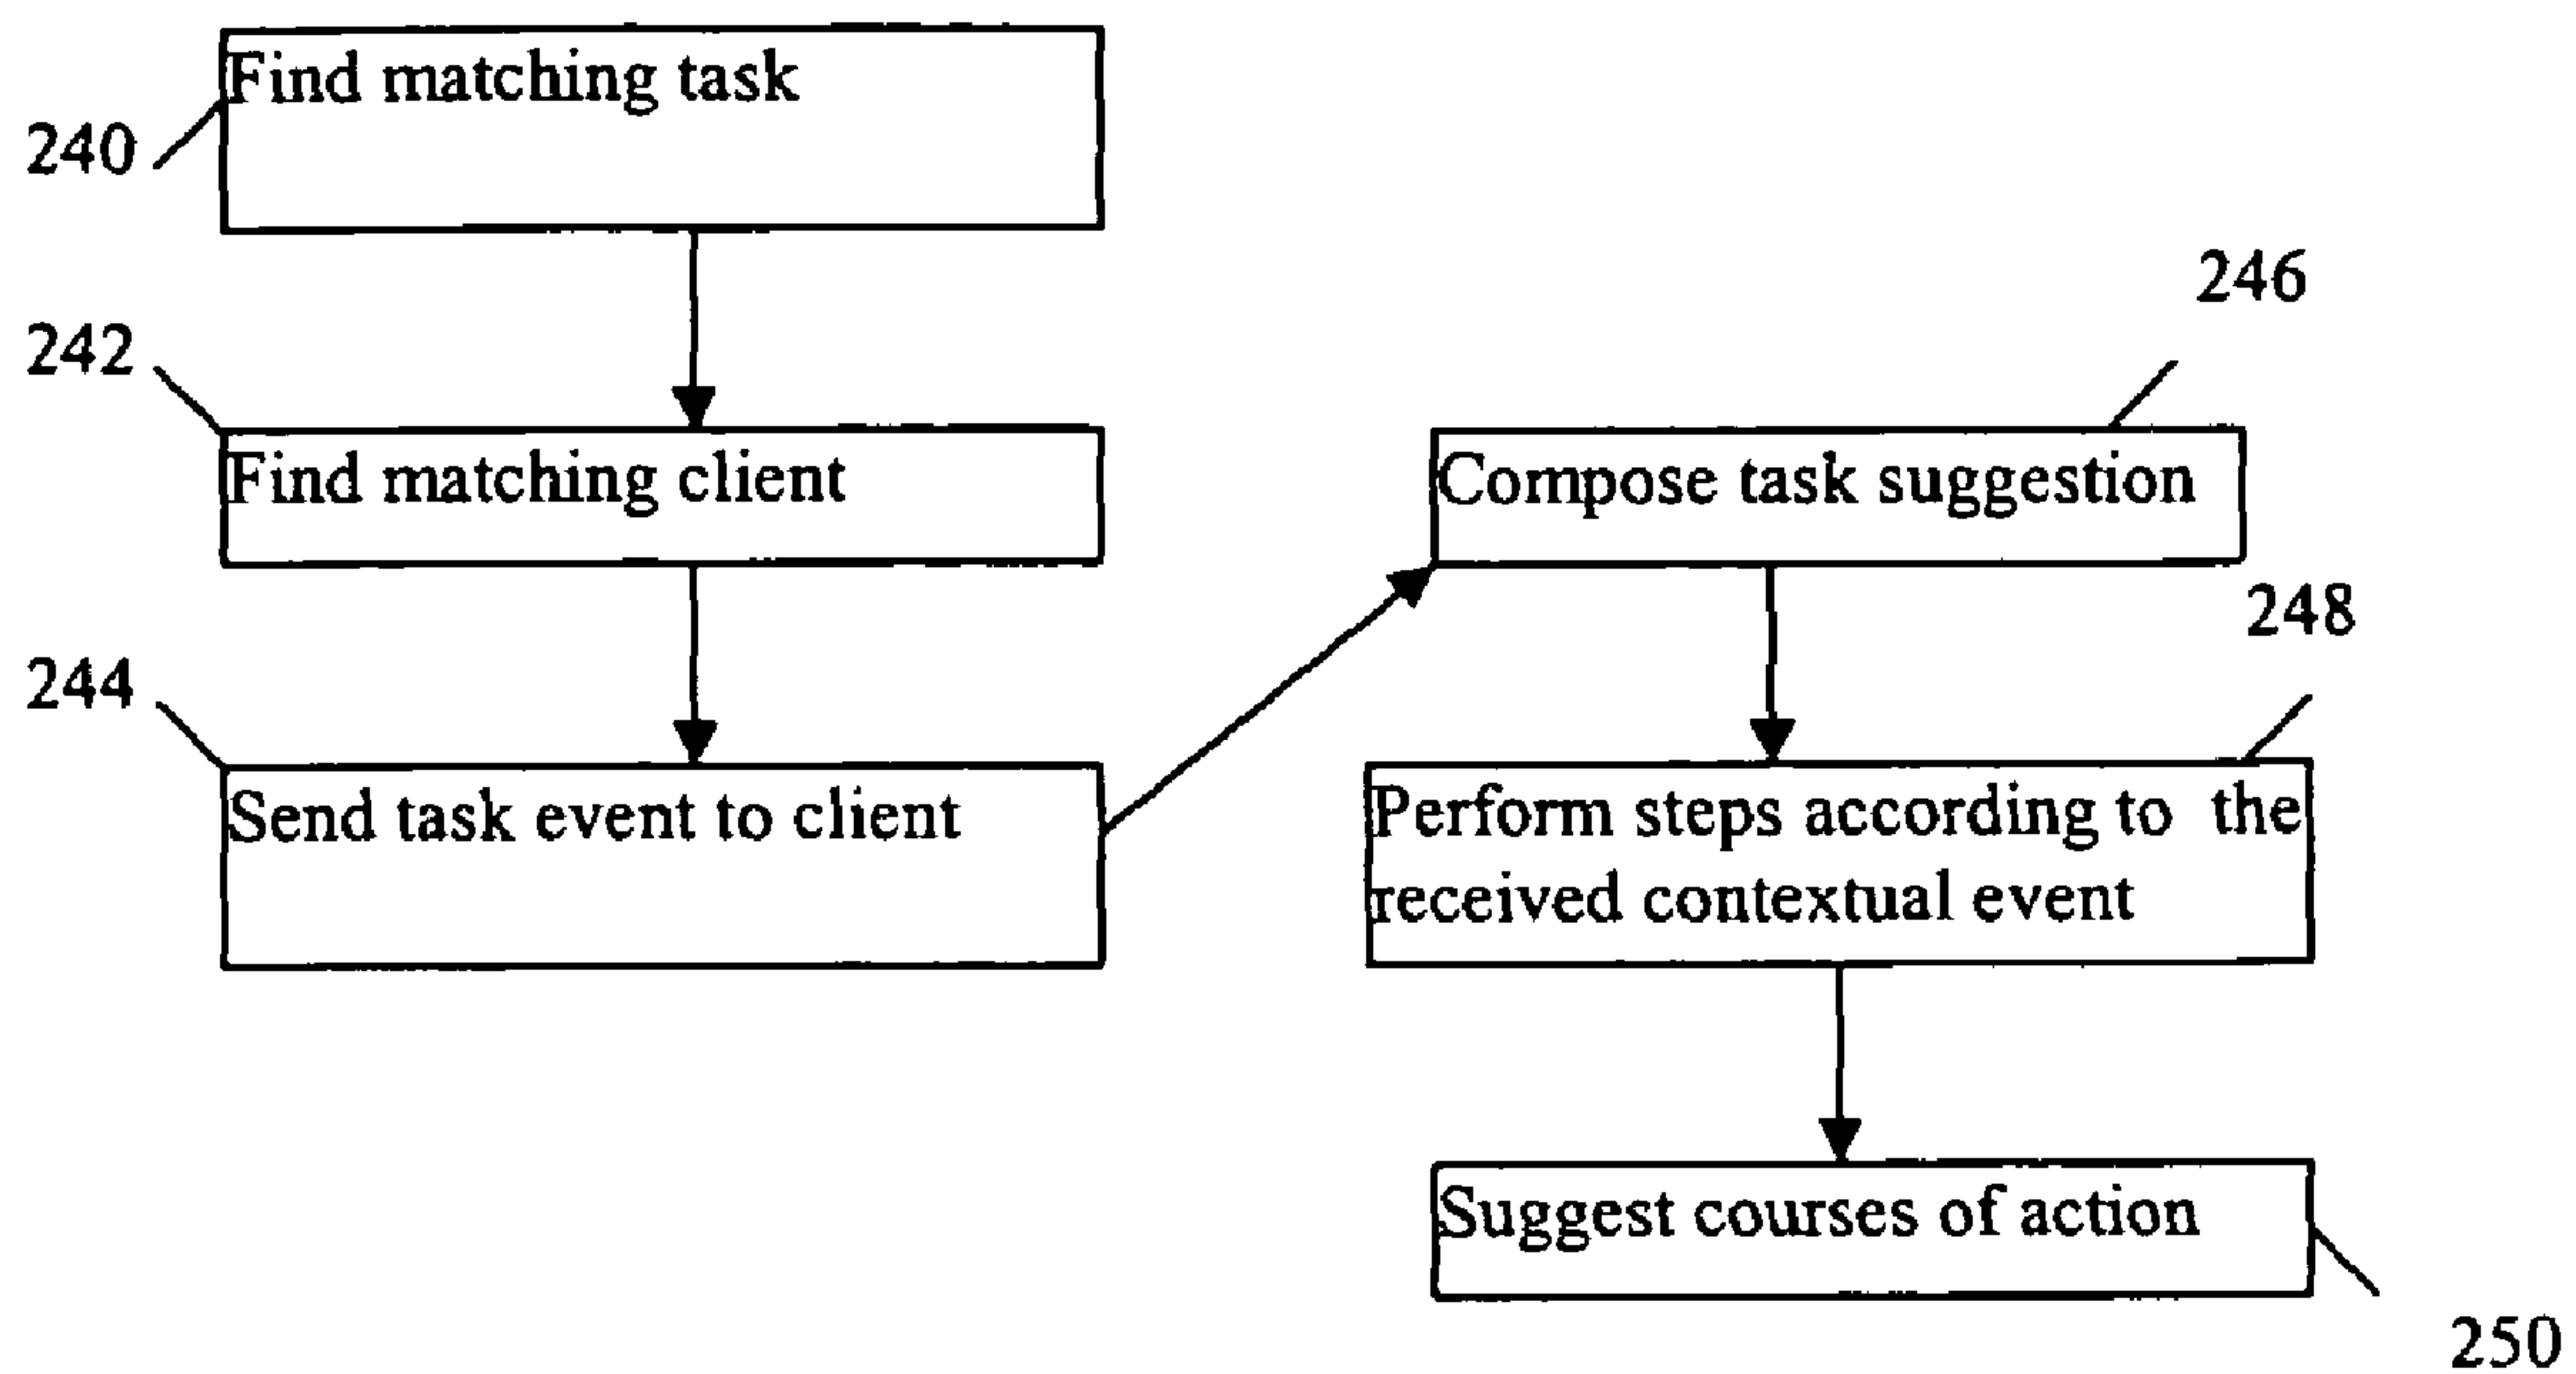 Find matching task
240
242
Find matching client
244
Send task event to client
246
Compose task suggestion
248
Perform steps according to the
received contextual event
Suggest courses of action
250